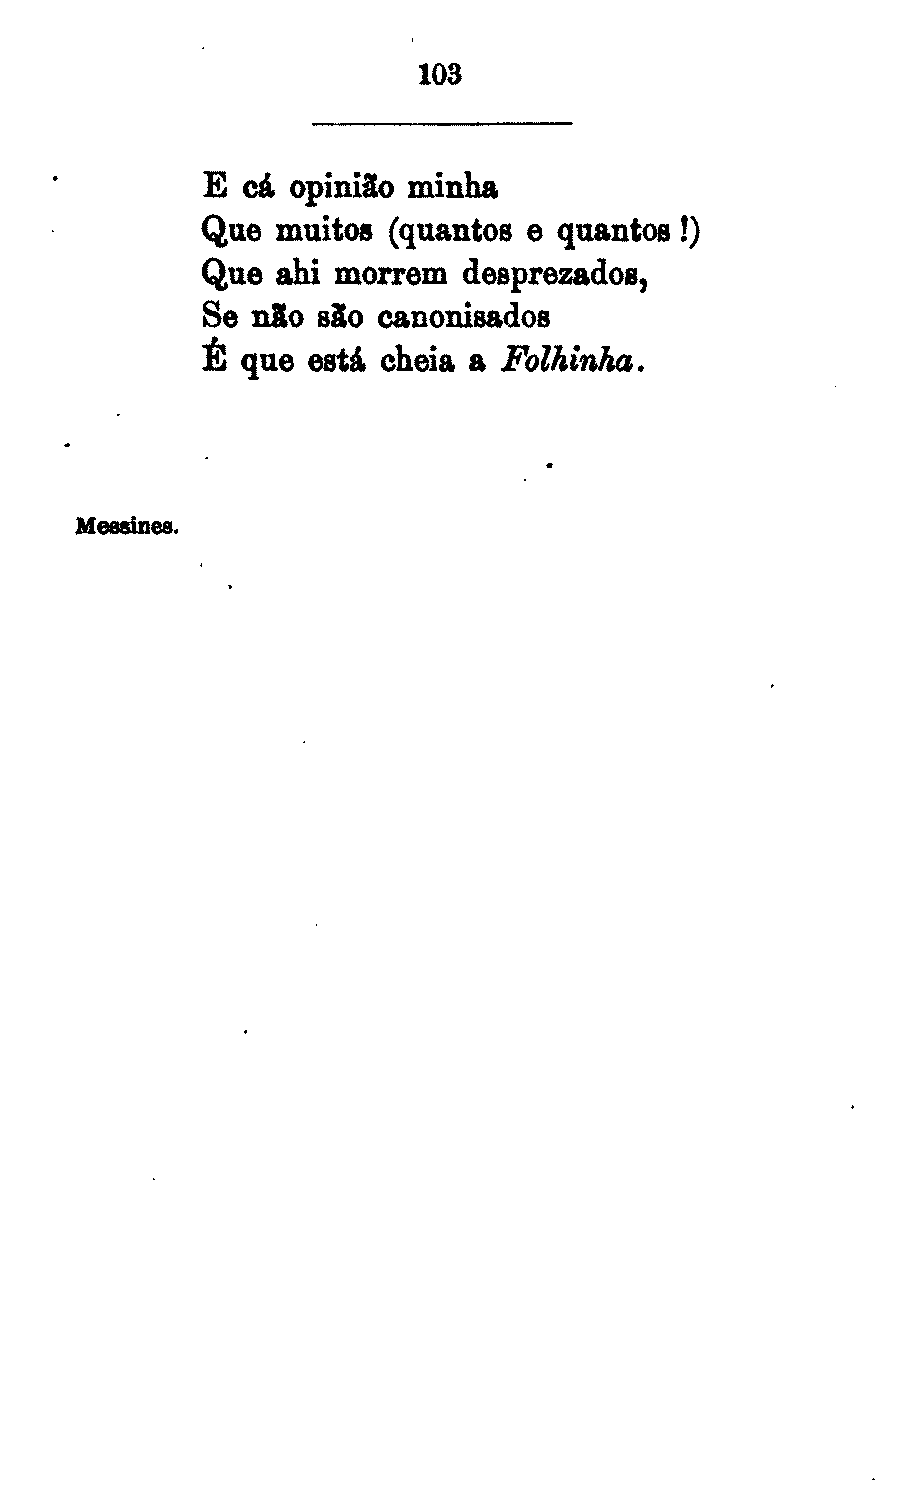 103
E cá opinião minha
Que muitos (quantos e quantos !)
Que ahi morrem desprezados,
Se não são canonisados
É que está cheia a Folhinha.
Messines.